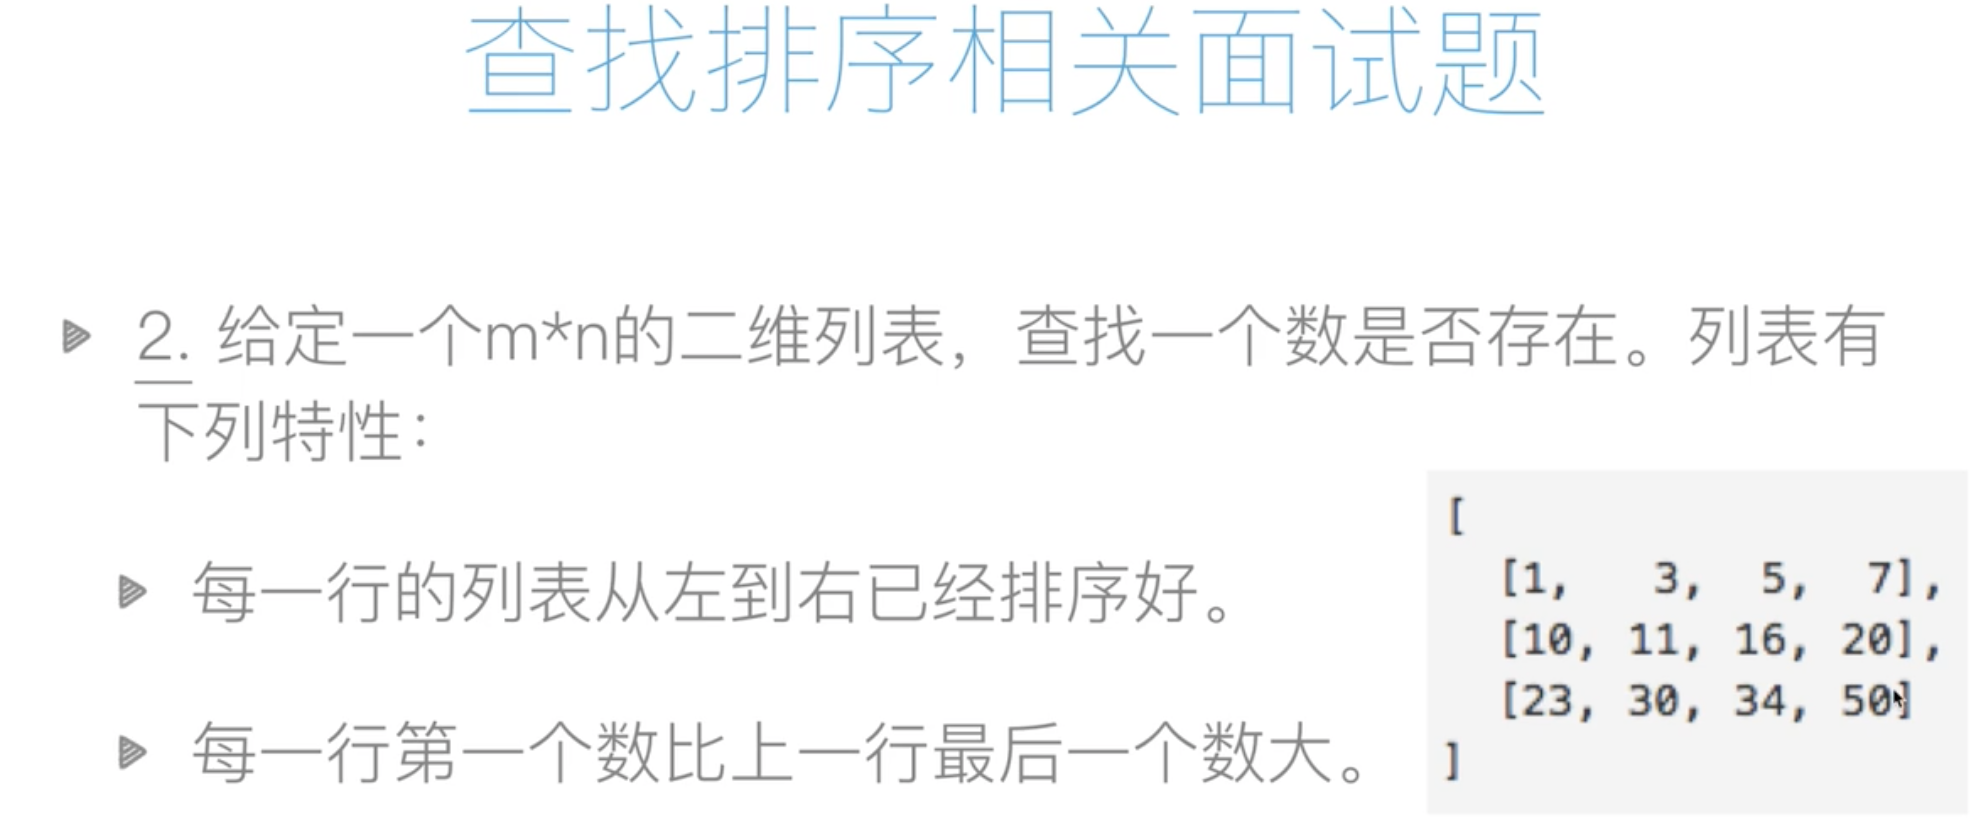 查找排序相关面试题
2. 给定一个m*n的二维列表，查找一个数是否存在。列表有
下列特性：
每一行的列表从左到右已经排序好。
每一行第一个数比上一行最后一个数大。
[
[1,   3,   5,   7],
[10, 11, 16, 20],
[23, 30, 34, 50]
]